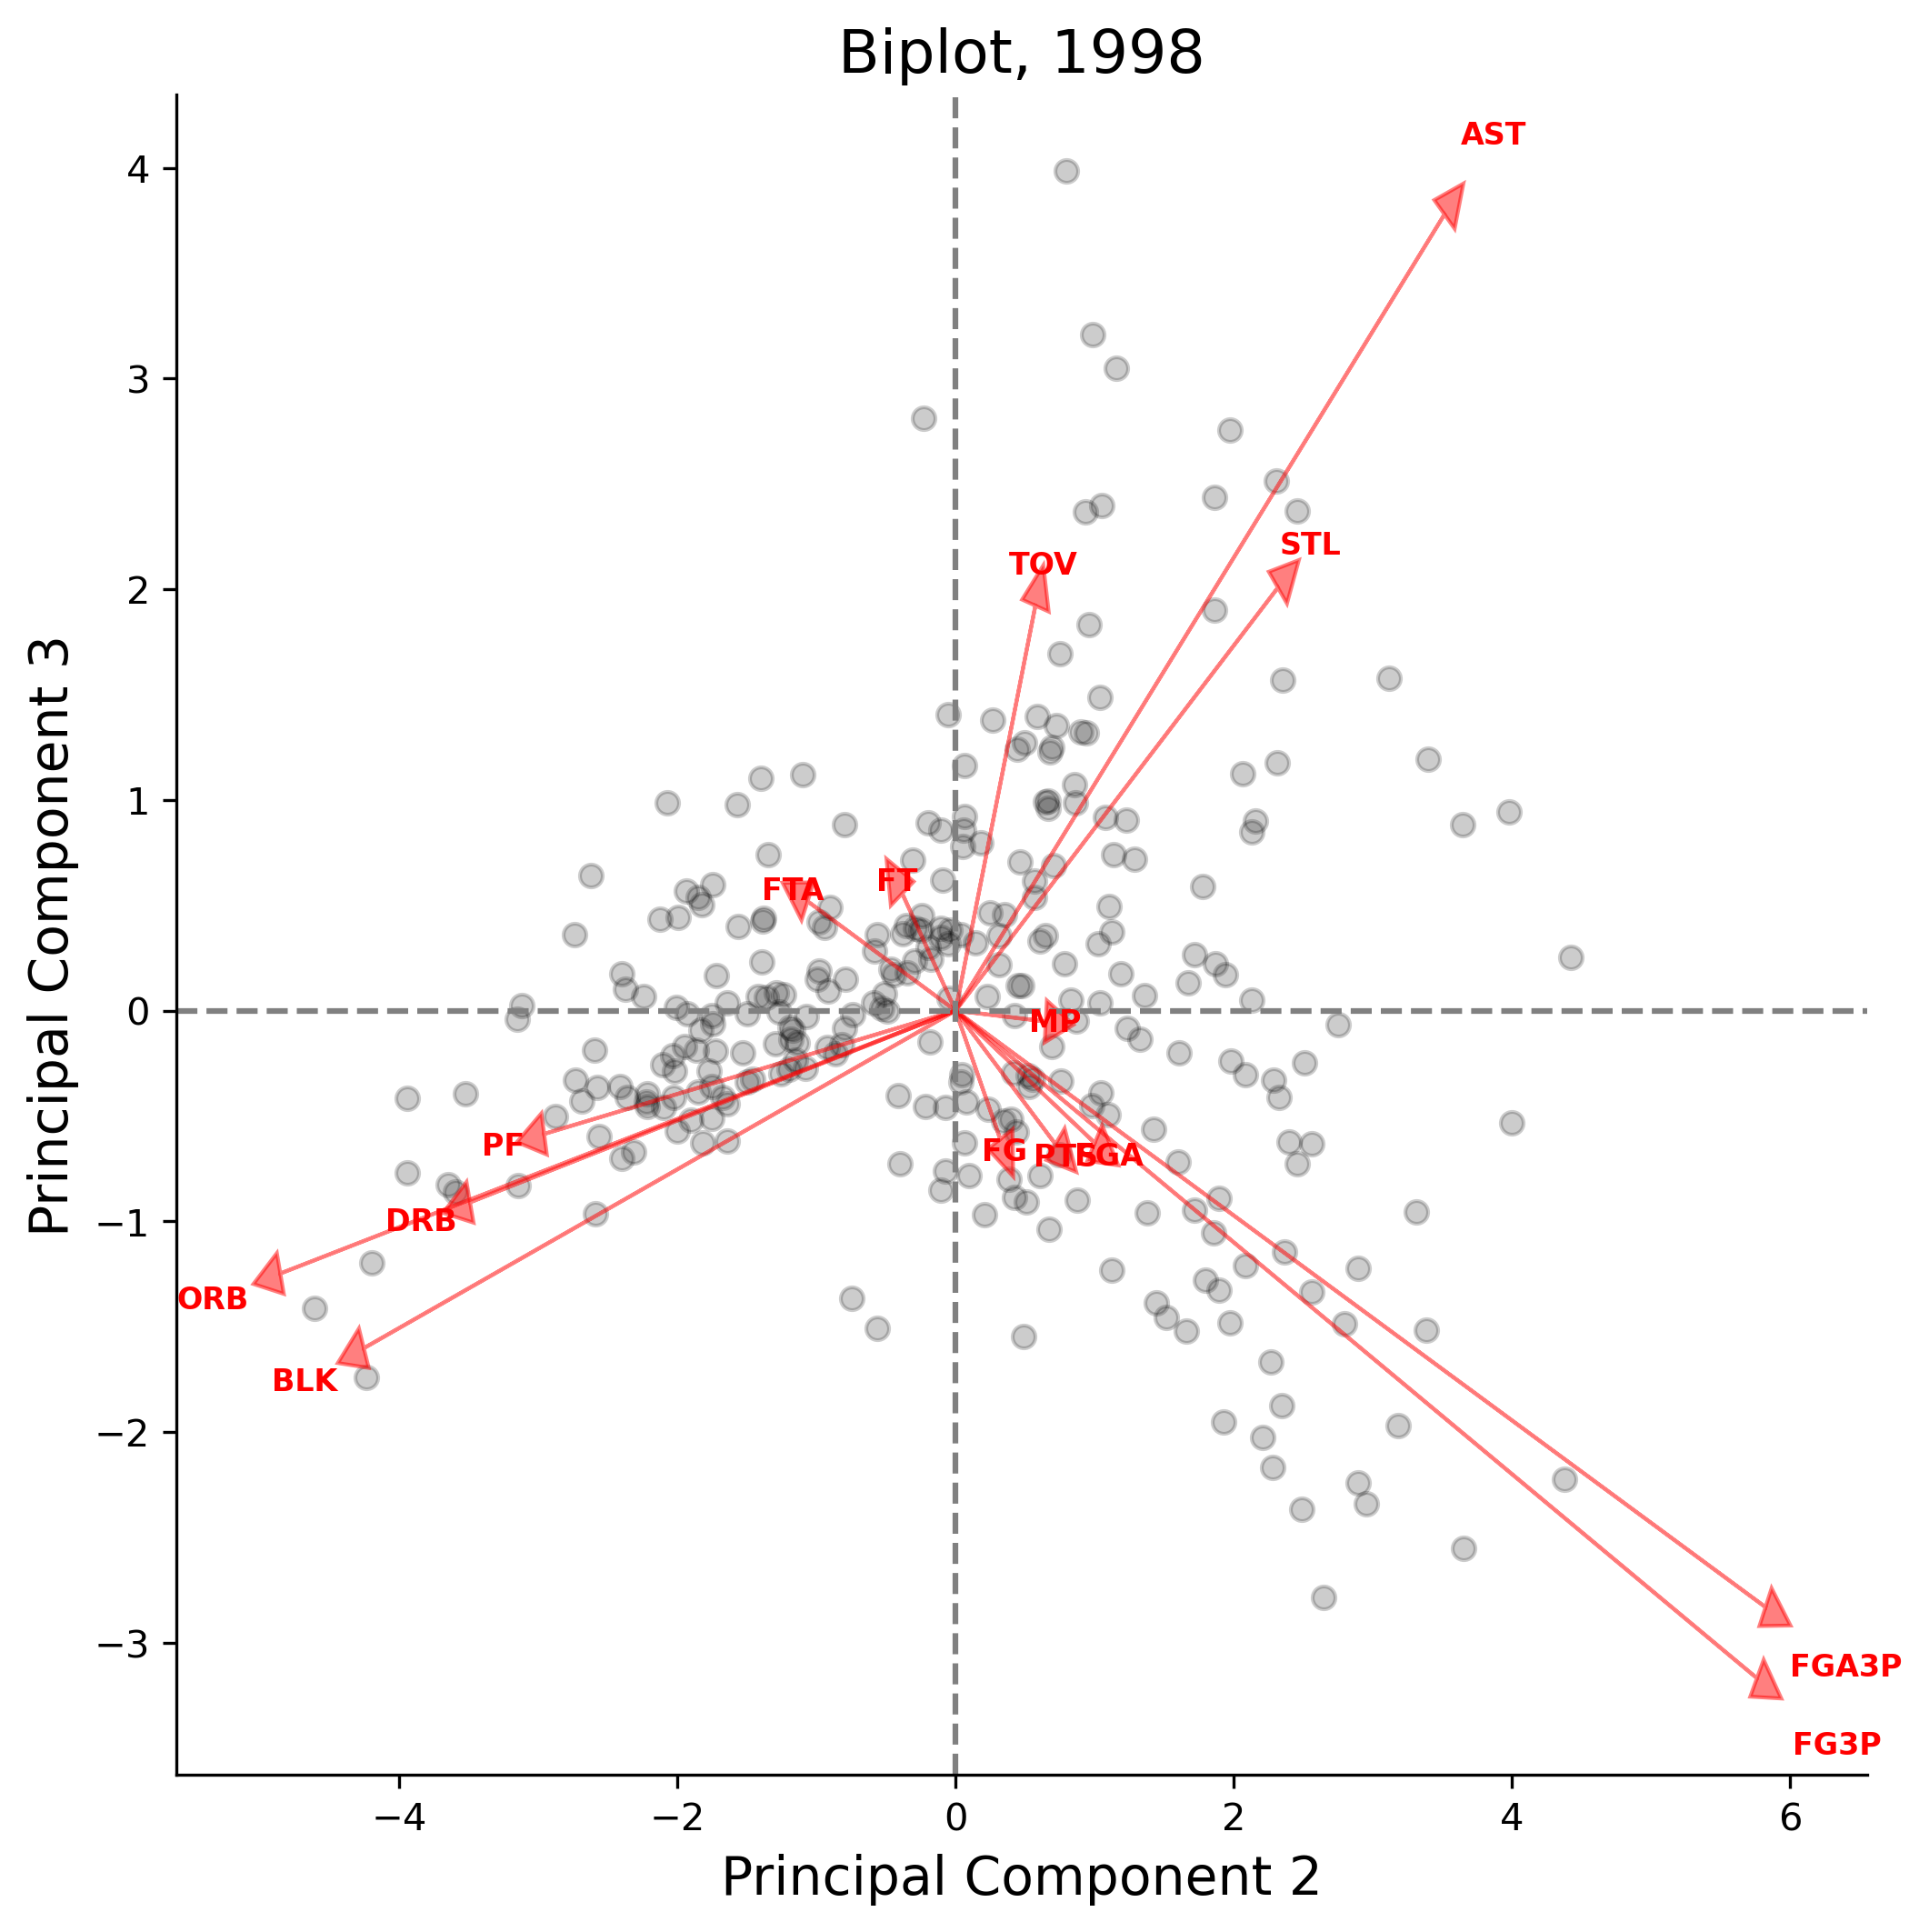 Biplot, 1998
AST
4
3
STL
TOV
2
1
FTA
FT
0
MP
PF
FG
PTS
FGA
DRB
−1
ORB
BLK
−2
−3
FGA3P
FG3P
−4
−2
0
2
4
6
Principal Component 2
Principal Component 3